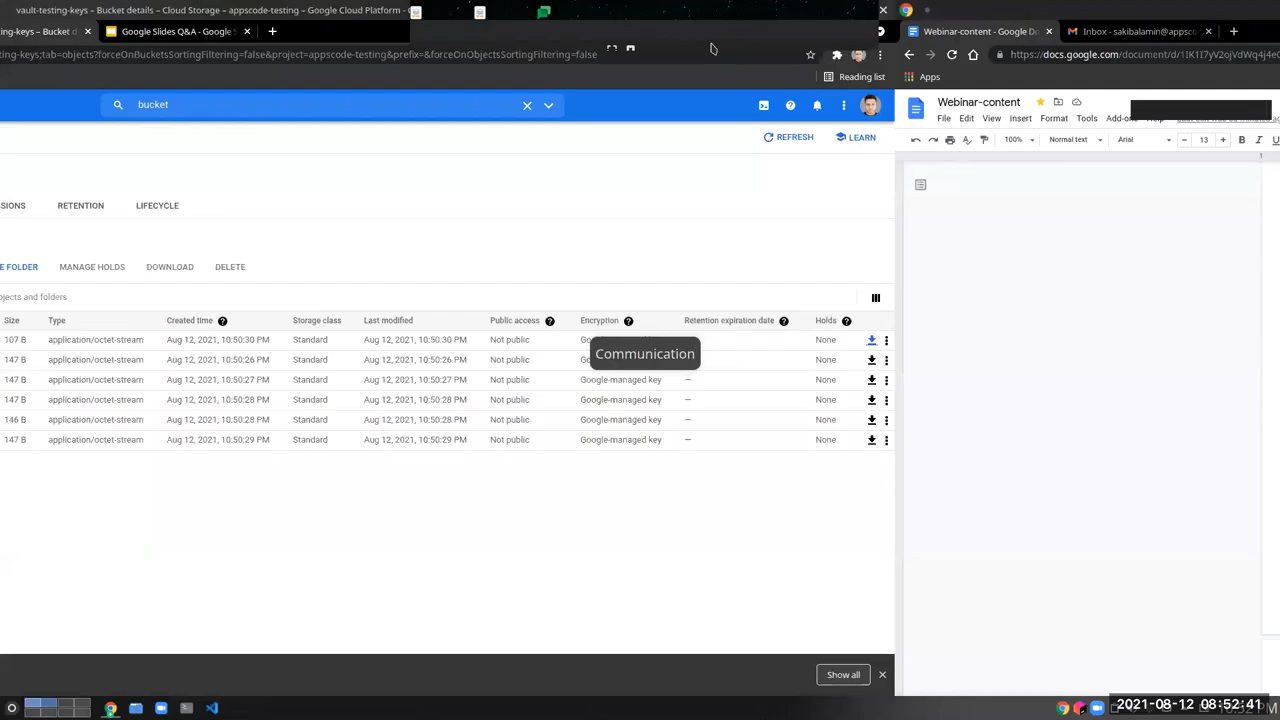 vault-testing-keys – Bucket details – Cloud Storage – appscode-testing – Google Cloud Platform -
ting-keys – Bucket d
Google Slides Q&A - Google S
ting-keys;tab=objects?forceOnBucketsSortingFiltering=false&project=appscode-testing&prefix=&forceOnObjectsSortingFiltering=false
Reading list
bucket
REFRESH LEARN
SIONS RETENTION LIFECYCLE
E FOLDER MANAGE HOLDS DOWNLOAD DELETE
ojects and folders
Size Type Created time Storage class Last modified Public access Encryption Retention expiration date Holds
107 B application/octet-stream Aug 12, 2021, 10:50:30 PM Standard Aug 12, 2021, 10:50:30 PM Not public None
Communication
147 B application/octet-stream Aug 12, 2021, 10:50:26 PM Standard Aug 12, 2021, 10:50:26 PM Not public — None
147 B application/octet-stream Aug 12, 2021, 10:50:27 PM Standard Aug 12, 2021, 10:50:27 PM Not public Google-managed key — None
147 B application/octet-stream Aug 12, 2021, 10:50:28 PM Standard Aug 12, 2021, 10:50:28 PM Not public Google-managed key — None
146 B application/octet-stream Aug 12, 2021, 10:50:28 PM Standard Aug 12, 2021, 10:50:28 PM Not public Google-managed key — None
147 B application/octet-stream Aug 12, 2021, 10:50:29 PM Standard Aug 12, 2021, 10:50:29 PM Not public Google-managed key — None
Show all
Webinar-content - Google Do
Inbox - sakibalamin@appsco
Apps
Webinar-content
File Edit View Insert Format Tools Add-ons
100% Normal text Arial 13 B I U
1
2021-08-12 08:52:41